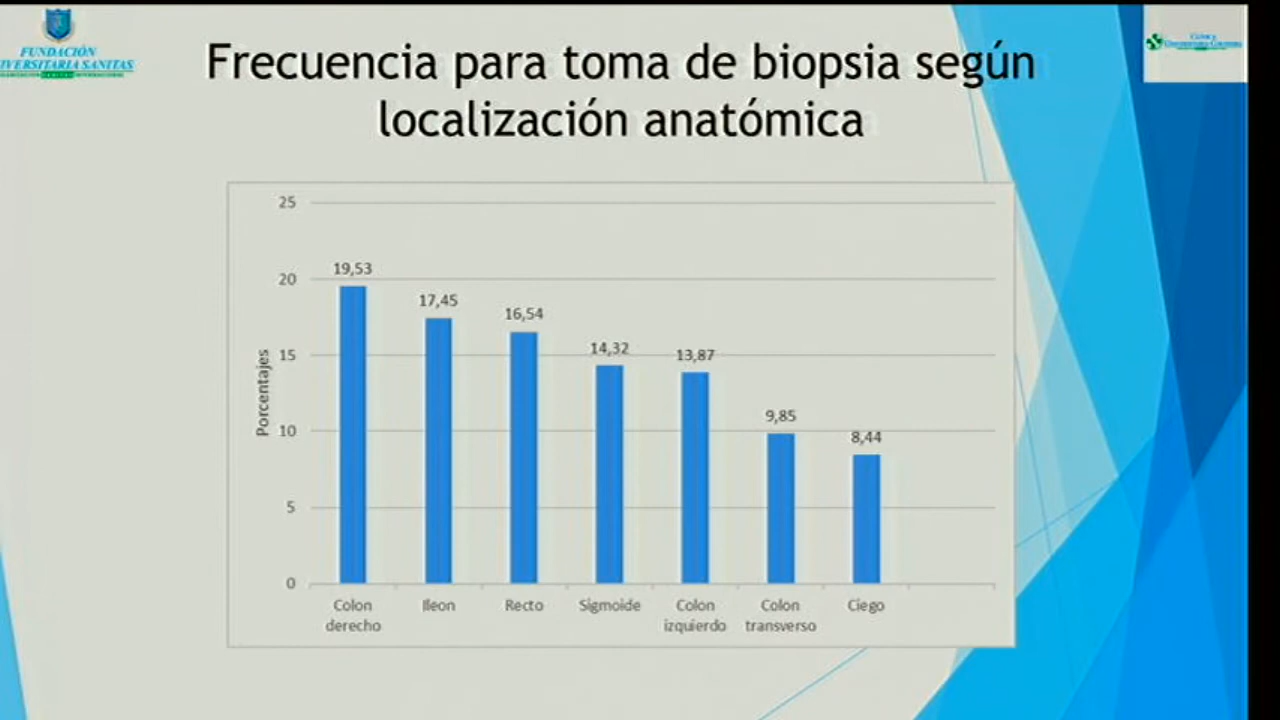 FUNDACIÓN
VERSITARIA SANITAS
Frecuencia para toma de biopsia según
localización anatómica
Porcentajes
25
20
15
10
5
0
19,53
17,45
16,54
14,32
13,87
9,85
8,44
Colon derecho
Ileon
Recto
Sigmoide
Colon izquierdo
Colon transverso
Ciego